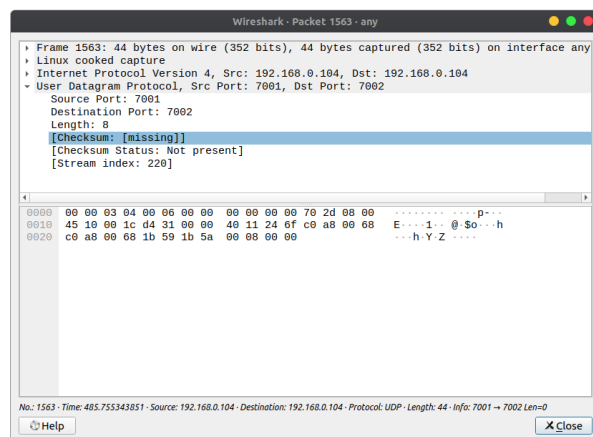 Wireshark · Packet 1563 · any
Frame 1563: 44 bytes on wire (352 bits), 44 bytes captured (352 bits) on interface any
Linux cooked capture
Internet Protocol Version 4, Src: 192.168.0.104, Dst: 192.168.0.104
User Datagram Protocol, Src Port: 7001, Dst Port: 7002
Source Port: 7001
Destination Port: 7002
Length: 8
[Checksum: [missing]]
[Checksum Status: Not present]
[Stream index: 220]
0000 00 00 03 04 00 06 00 00 00 00 00 00 70 2d 08 00 ········ ····p-··
0010 45 10 00 1c d4 31 00 00 40 11 24 6f c0 a8 00 68 E····1·· @·$o···h
0020 c0 a8 00 68 1b 59 1b 5a 00 08 00 00 ···h·Y·Z ····
No.: 1563 · Time: 485.755343851 · Source: 192.168.0.104 · Destination: 192.168.0.104 · Protocol: UDP · Length: 44 · Info: 7001 → 7002 Len=0
Help
Close